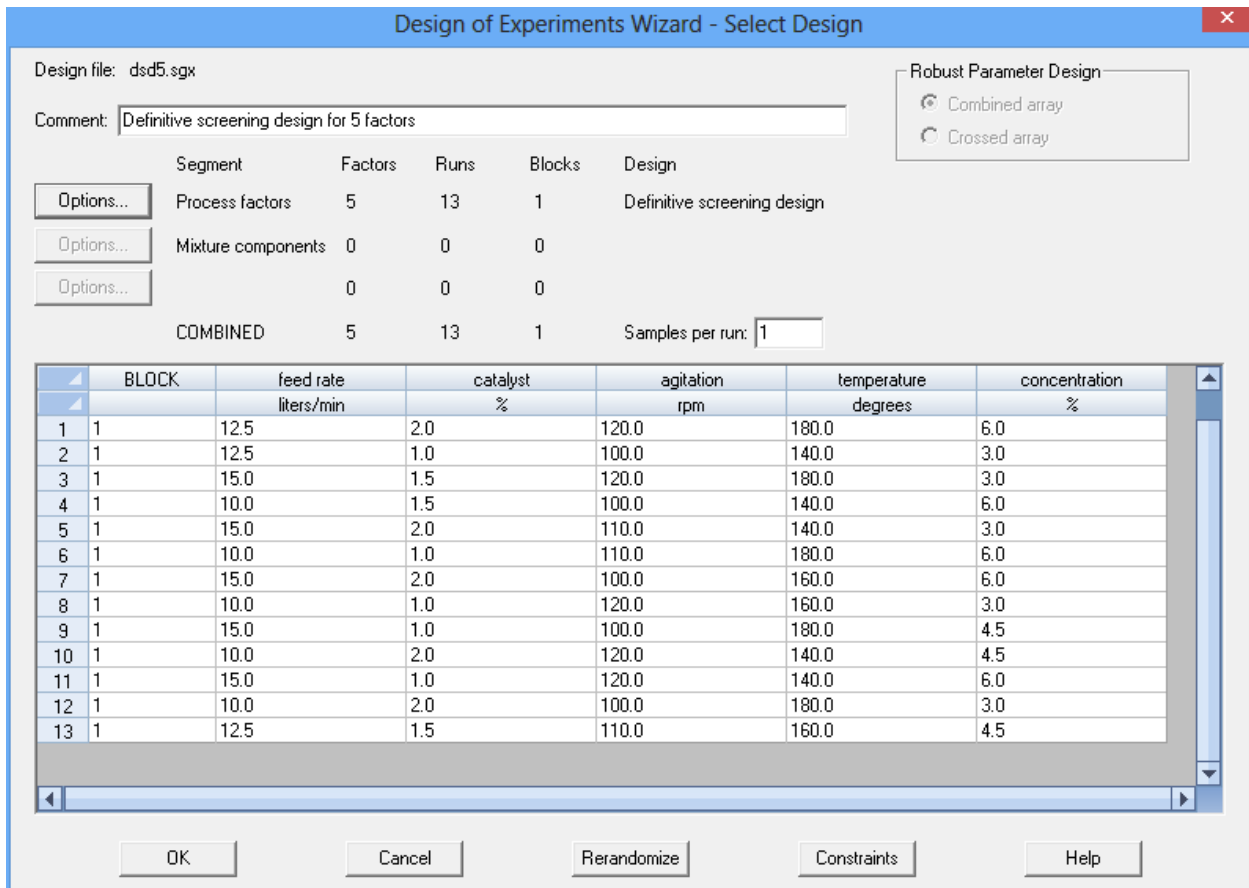 Design of Experiments Wizard - Select Design
Design file: dsd5.sgx
Comment: Definitive screening design for 5 factors
Robust Parameter Design
Combined array
Crossed array
Segment Factors Runs Blocks Design
Options... Process factors 5 13 1 Definitive screening design
Options... Mixture components 0 0 0
Options... 0 0 0
COMBINED 5 13 1 Samples per run: 1
BLOCK feed rate catalyst agitation temperature concentration
liters/min % rpm degrees %
1 1 12.5 2.0 120.0 180.0 6.0
2 1 12.5 1.0 100.0 140.0 3.0
3 1 15.0 1.5 120.0 180.0 3.0
4 1 10.0 1.5 100.0 140.0 6.0
5 1 15.0 2.0 110.0 140.0 3.0
6 1 10.0 1.0 110.0 180.0 6.0
7 1 15.0 2.0 100.0 160.0 6.0
8 1 10.0 1.0 120.0 160.0 3.0
9 1 15.0 1.0 100.0 180.0 4.5
10 1 10.0 2.0 120.0 140.0 4.5
11 1 15.0 1.0 120.0 140.0 6.0
12 1 10.0 2.0 100.0 180.0 3.0
13 1 12.5 1.5 110.0 160.0 4.5
OK Cancel Rerandomize Constraints Help